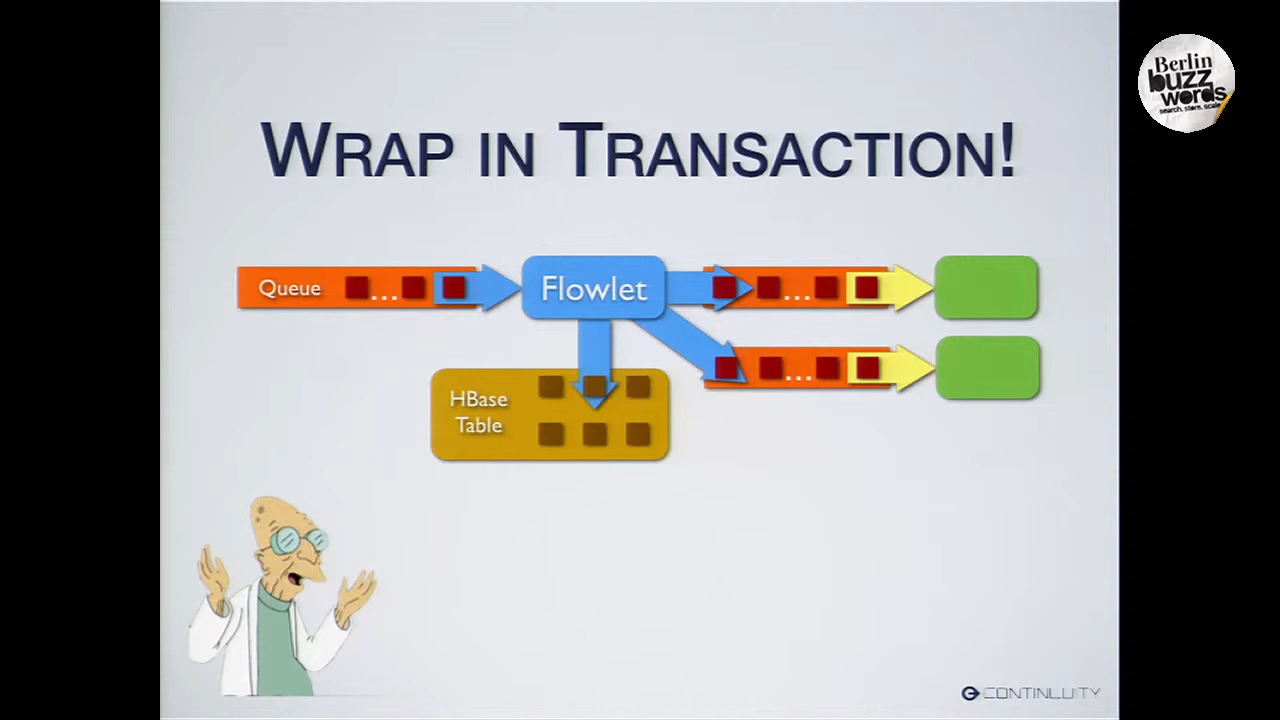 WRAP IN TRANSACTION!
Queue
...
Flowlet
...
...
HBase
Table
Berlin
buzz
words
search. store. scale
CONTINUUITY